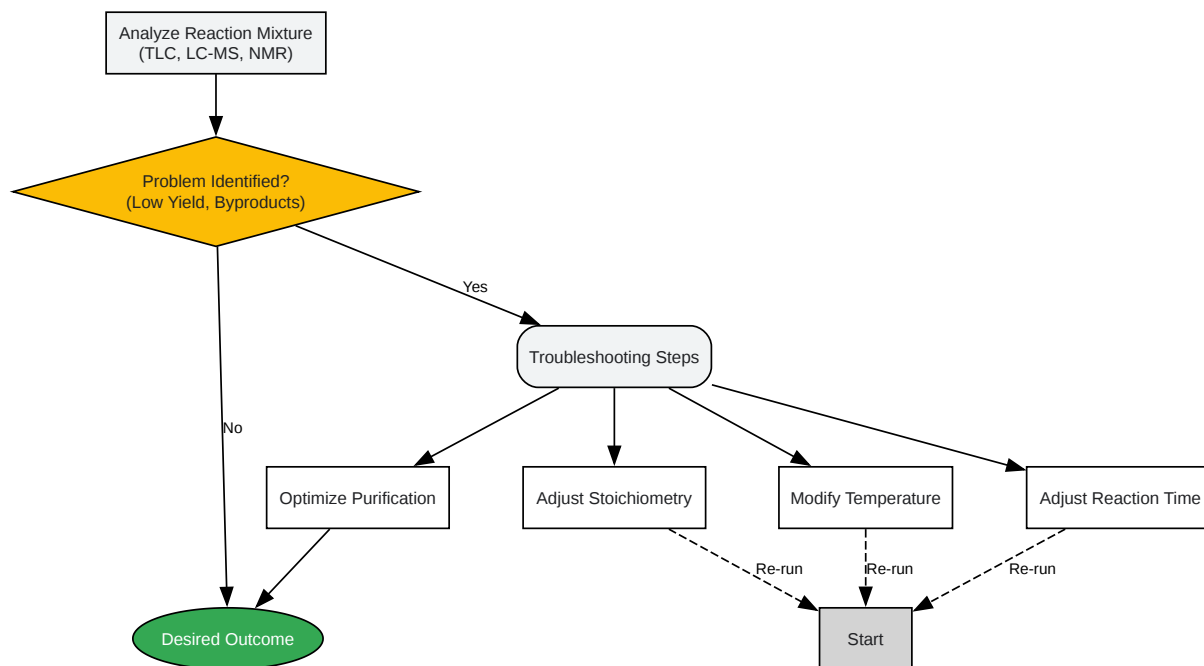 Analyze Reaction Mixture
(TLC, LC-MS, NMR)
Problem Identified?
(Low Yield, Byproducts)
Yes
Troubleshooting Steps
No
Optimize Purification
Adjust Stoichiometry
Modify Temperature
Adjust Reaction Time
Re-run
Re-run
Re-run
Desired Outcome
Start